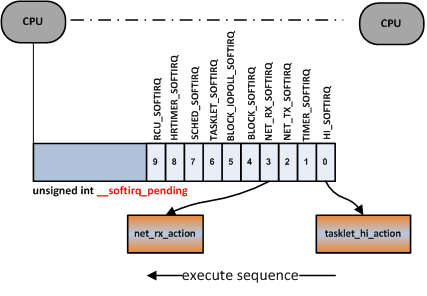 CPU
CPU
RCU_SOFTIRQ
HRTIMER_SOFTIRQ
SCHED_SOFTIRQ
TASKLET_SOFTIRQ
BLOCK_IOPOLL_SOFTIRQ
BLOCK_SOFTIRQ
NET_RX_SOFTIRQ
NET_TX_SOFTIRQ
TIMER_SOFTIRQ
HI_SOFTIRQ
9 8 7 6 5 4 3 2 1 0
unsigned int __softirq_pending
net_rx_action
tasklet_hi_action
execute sequence